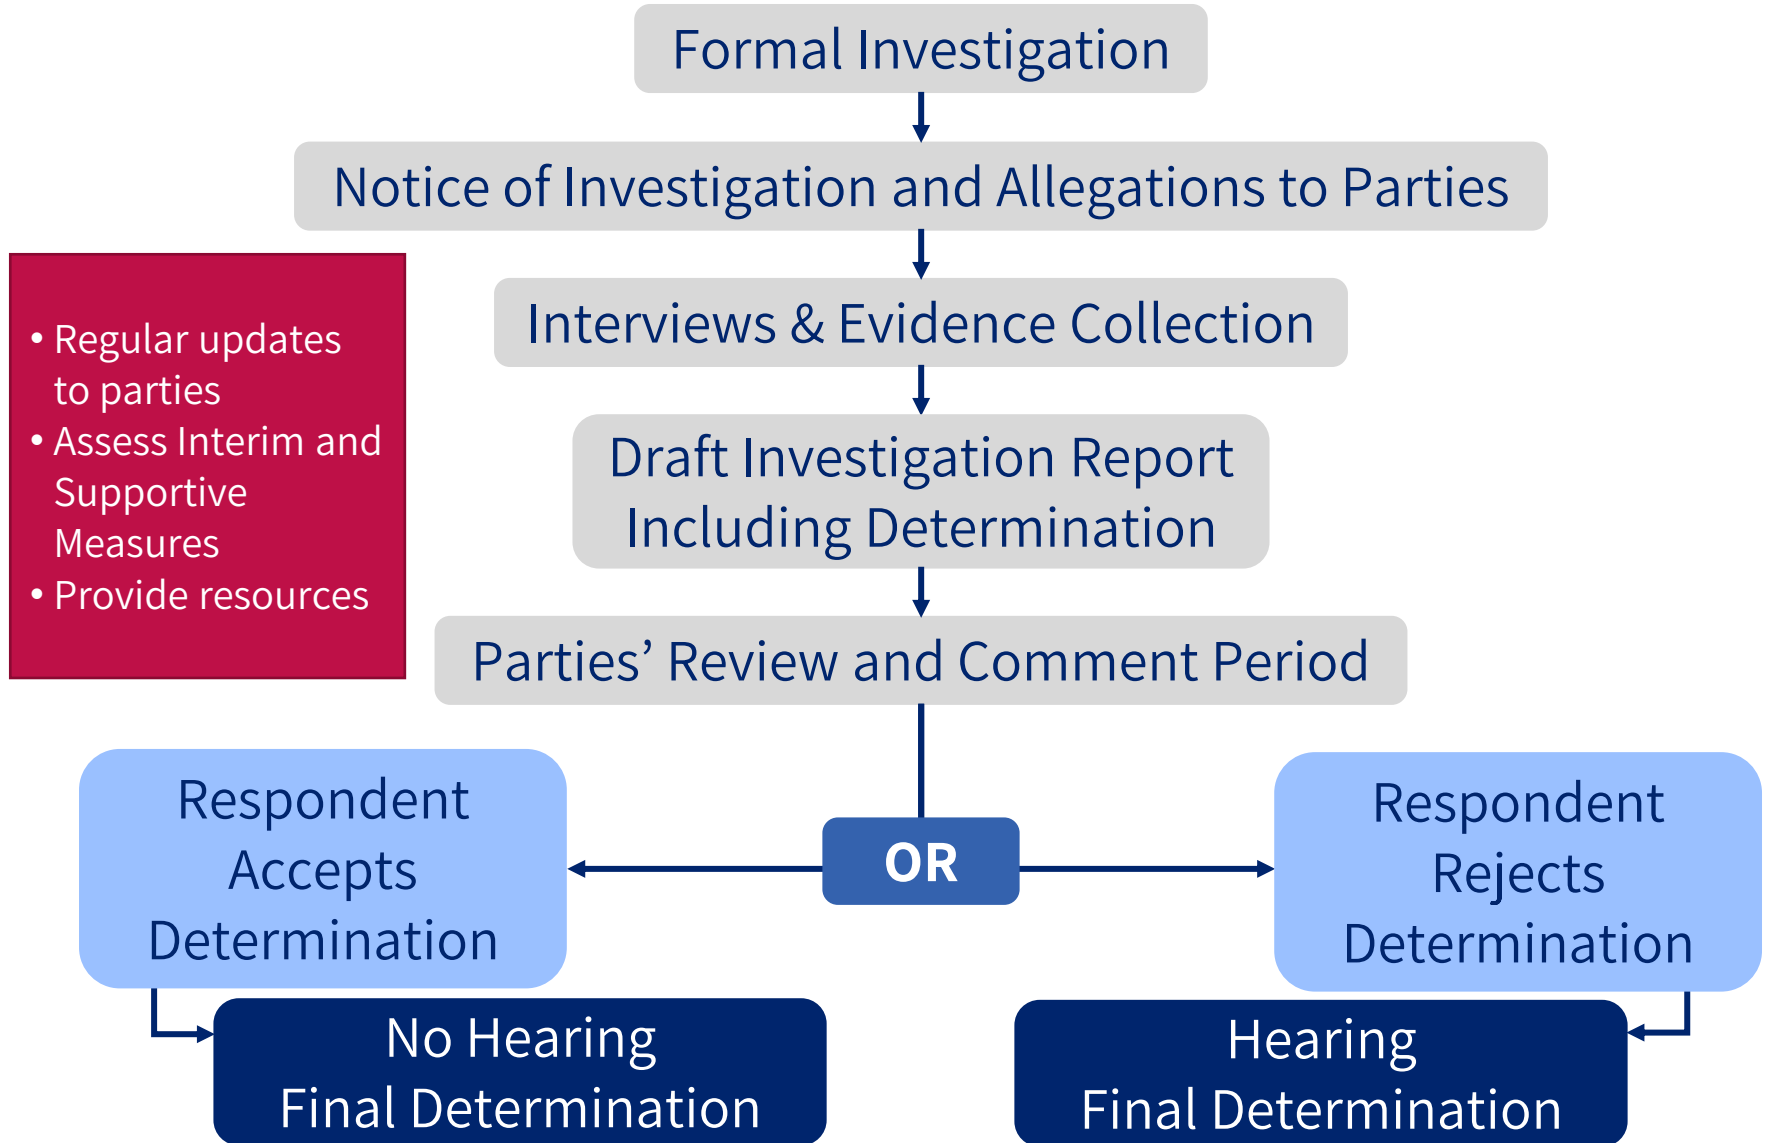 Formal Investigation
Notice of Investigation and Allegations to Parties
• Regular updates
to parties
• Assess Interim and
Supportive
Measures
• Provide resources
Interviews & Evidence Collection
Draft Investigation Report
Including Determination
Parties’ Review and Comment Period
Respondent
Accepts
Determination
OR
Respondent
Rejects
Determination
No Hearing
Final Determination
Hearing
Final Determination